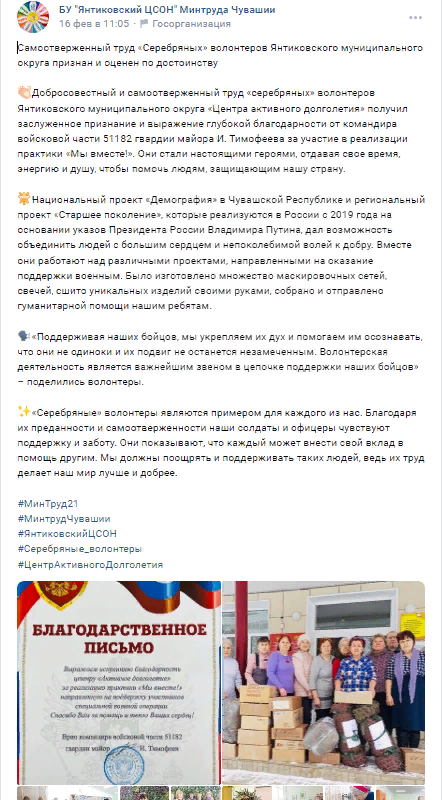 БУ "Янтиковский ЦСОН" Минтруда Чувашии
16 фев в 11:05 · Госорганизация
Самоотверженный труд «Серебряных» волонтеров Янтиковского муниципального
округа признан и оценен по достоинству
Добросовестный и самоотверженный труд «серебряных» волонтеров
Янтиковского муниципального округа «Центра активного долголетия» получил
заслуженное признание и выражение глубокой благодарности от командира
войсковой части 51182 гвардии майора И. Тимофеева за участие в реализации
практики «Мы вместе!». Они стали настоящими героями, отдавая свое время,
энергию и душу, чтобы помочь людям, защищающим нашу страну.
Национальный проект «Демография» в Чувашской Республике и региональный
проект «Старшее поколение», которые реализуются в России с 2019 года на
основании указов Президента России Владимира Путина, дал возможность
объединить людей с большим сердцем и непоколебимой волей к добру. Вместе
они работают над различными проектами, направленными на оказание
поддержки военным. Было изготовлено множество маскировочных сетей,
свечей, сшито уникальных изделий своими руками, собрано и отправлено
гуманитарной помощи нашим ребятам.
«Поддерживая наших бойцов, мы укрепляем их дух и помогаем им осознавать,
что они не одиноки и их подвиг не останется незамеченным. Волонтерская
деятельность является важнейшим звеном в цепочке поддержки наших бойцов»
– поделились волонтеры.
«Серебряные» волонтеры являются примером для каждого из нас. Благодаря
их преданности и самоотверженности наши солдаты и офицеры чувствуют
поддержку и заботу. Они показывают, что каждый может внести свой вклад в
помощь другим. Мы должны поощрять и поддерживать таких людей, ведь их труд
делает наш мир лучше и добрее.
#МинТруд21
#МинтрудЧувашии
#ЯнтиковскийЦСОН
#Серебряные_волонтеры
#ЦентрАктивногоДолголетия
БЛАГОДАРСТВЕННОЕ
ПИСЬМО
Выражаем искреннюю благодарность
центру «Активное долголетие»
за реализацию практики «Мы вместе!»
направленную на поддержку участников
специальной военной операции
Спасибо Вам за помощь и тепло Ваших сердец!
Врио командира войсковой части 51182
гвардии майор И. Тимофеев